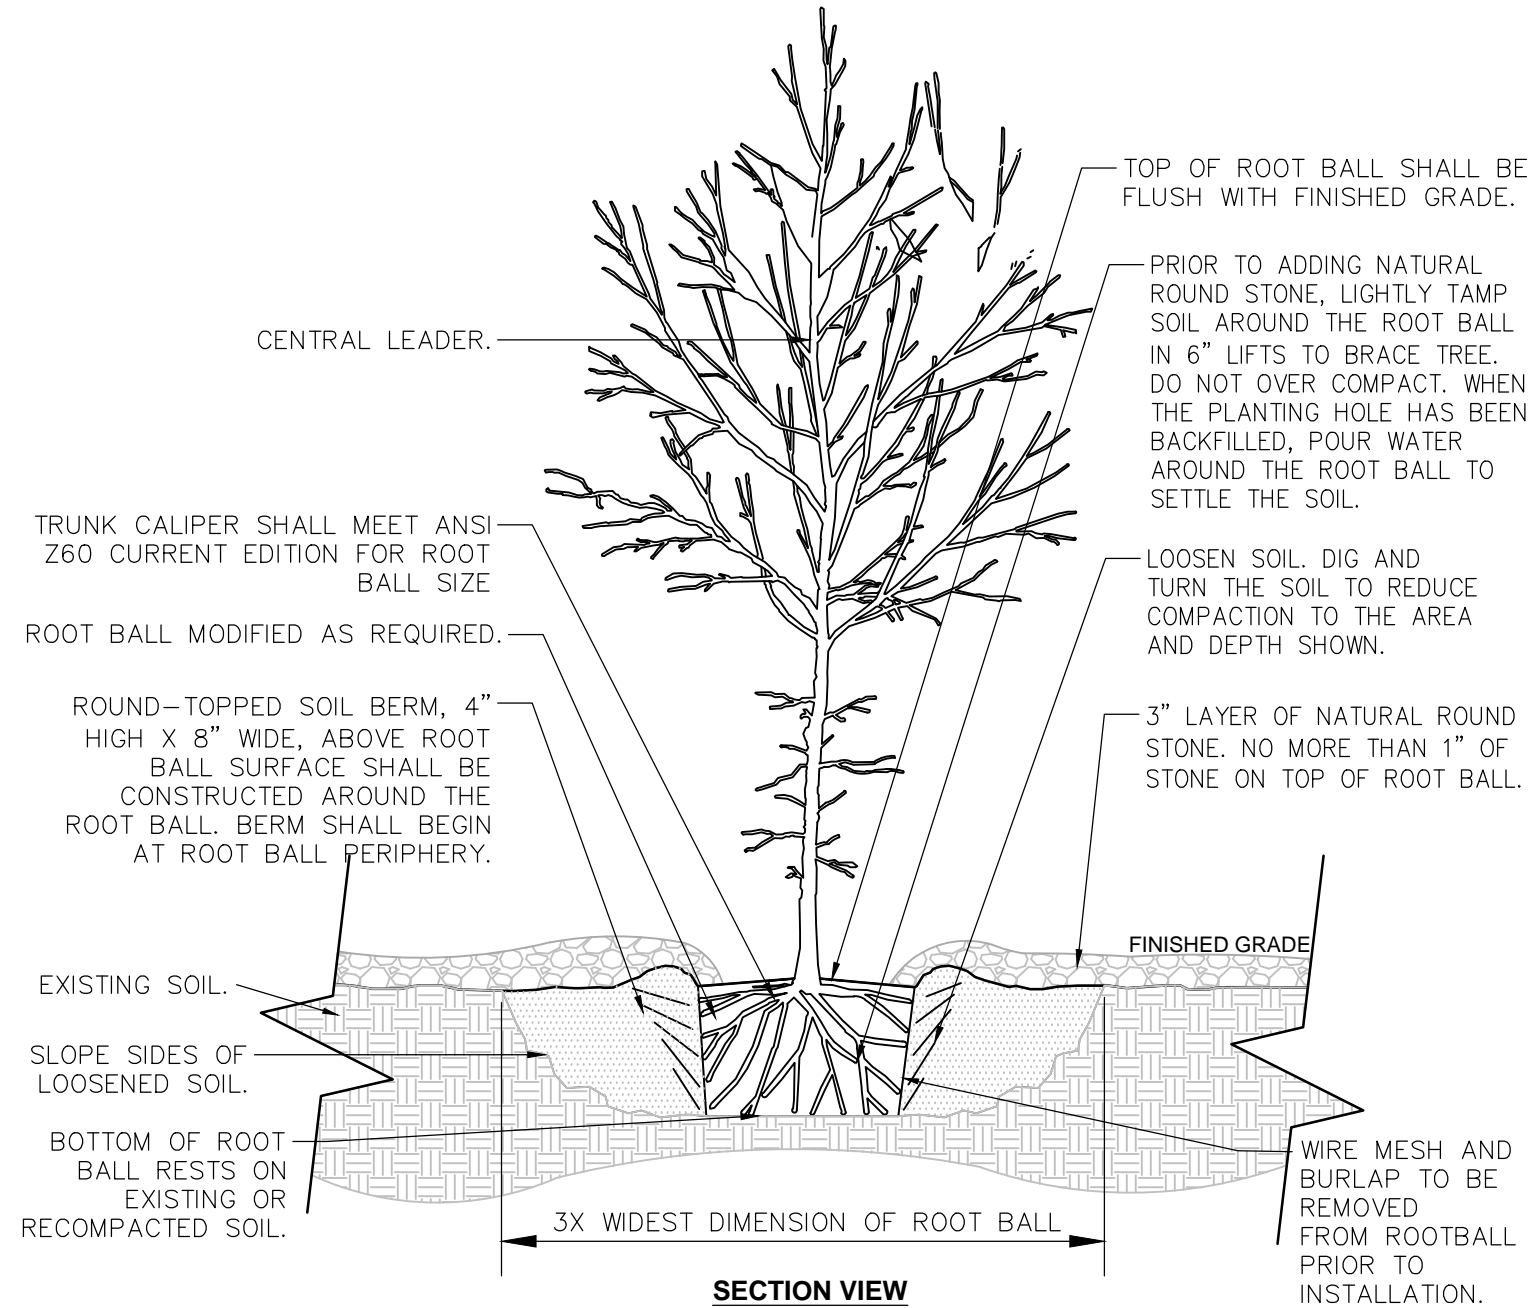 CENTRAL LEADER.
TRUNK CALIPER SHALL MEET ANSI
Z60 CURRENT EDITION FOR ROOT
BALL SIZE
ROOT BALL MODIFIED AS REQUIRED.
ROUND-TOPPED SOIL BERM, 4”
HIGH X 8” WIDE, ABOVE ROOT
BALL SURFACE SHALL BE
CONSTRUCTED AROUND THE
ROOT BALL. BERM SHALL BEGIN
AT ROOT BALL PERIPHERY.
EXISTING SOIL.
SLOPE SIDES OF
LOOSENED SOIL.
BOTTOM OF ROOT
BALL RESTS ON
EXISTING OR
RECOMPACTED SOIL.
TOP OF ROOT BALL SHALL BE
FLUSH WITH FINISHED GRADE.
PRIOR TO ADDING NATURAL
ROUND STONE, LIGHTLY TAMP
SOIL AROUND THE ROOT BALL
IN 6” LIFTS TO BRACE TREE.
DO NOT OVER COMPACT. WHEN
THE PLANTING HOLE HAS BEEN
BACKFILLED, POUR WATER
AROUND THE ROOT BALL TO
SETTLE THE SOIL.
LOOSEN SOIL. DIG AND
TURN THE SOIL TO REDUCE
COMPACTION TO THE AREA
AND DEPTH SHOWN.
3” LAYER OF NATURAL ROUND
STONE. NO MORE THAN 1” OF
STONE ON TOP OF ROOT BALL.
FINISHED GRADE
WIRE MESH AND
BURLAP TO BE
REMOVED
FROM ROOTBALL
PRIOR TO
INSTALLATION.
3X WIDEST DIMENSION OF ROOT BALL
SECTION VIEW